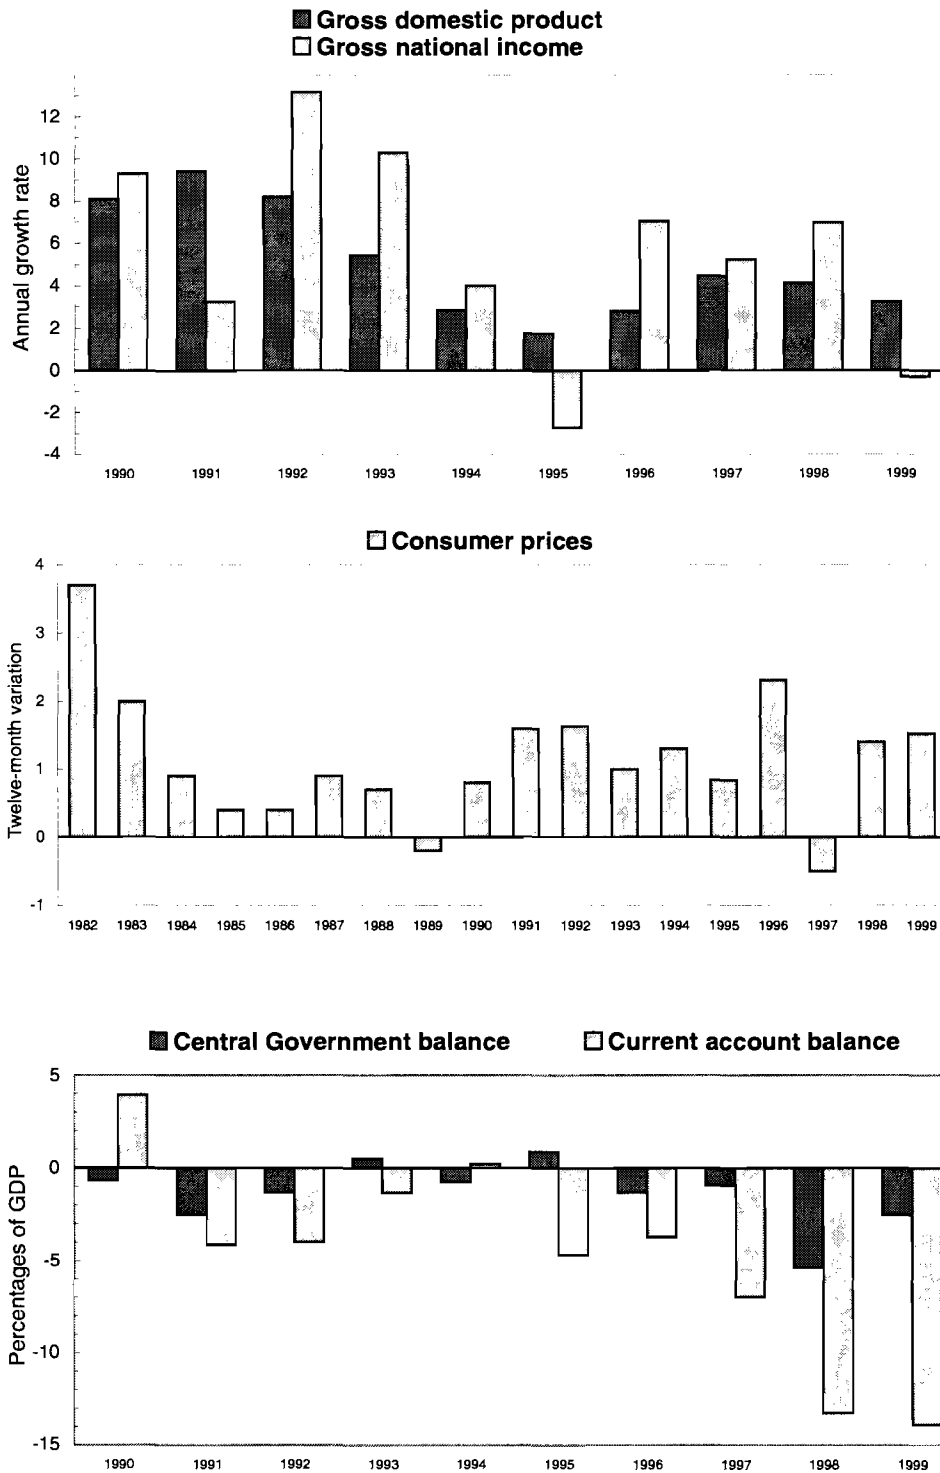 Gross domestic product
Gross national income
Annual growth rate
12
10
8
6
4
2
0
-2
-4
1990 1991 1992 1993 1994 1995 1996 1997 1998 1999
Consumer prices
Twelve-month variation
4
3
2
1
0
-1
1982 1983 1984 1985 1986 1987 1988 1989 1990 1991 1992 1993 1994 1995 1996 1997 1998 1999
Central Government balance Current account balance
Percentages of GDP
5
0
-5
-10
-15
1990 1991 1992 1993 1994 1995 1996 1997 1998 1999